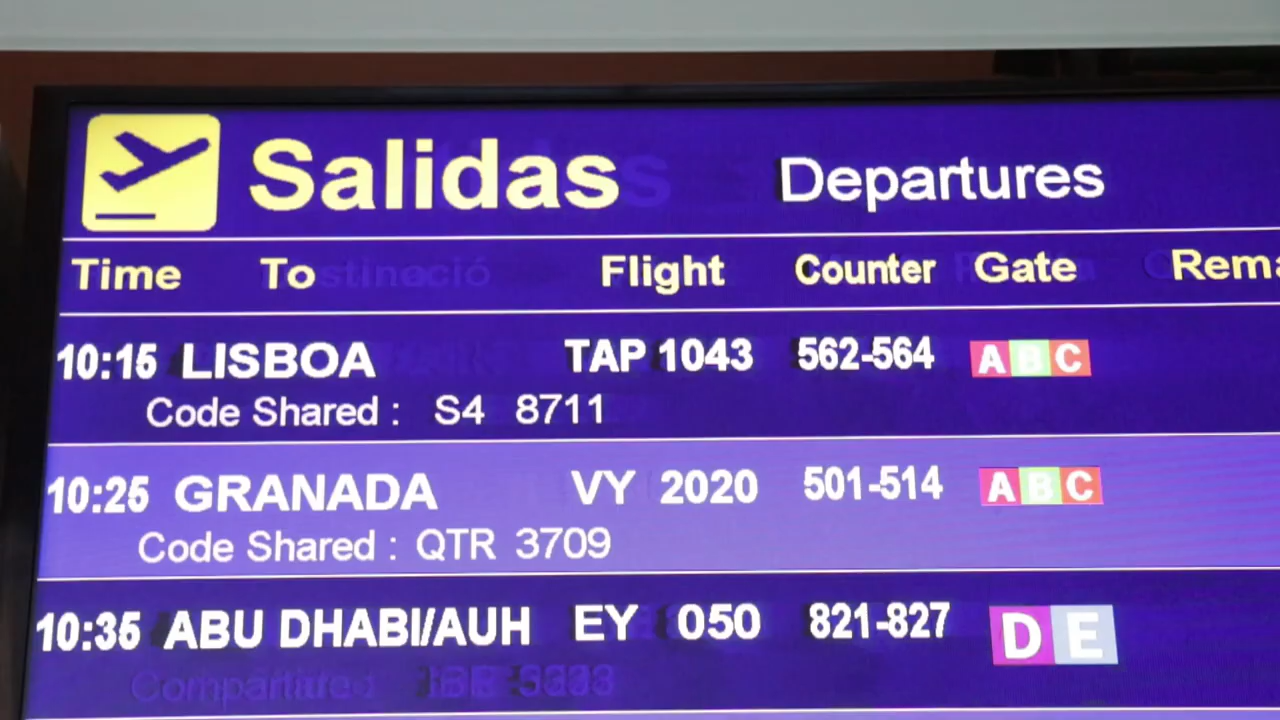 Salidas Departures
Time To Flight Counter Gate Rema
10:15 LISBOA TAP 1043 562-564 A B C
Code Shared : S4 8711
10:25 GRANADA VY 2020 501-514 A B C
Code Shared : QTR 3709
10:35 ABU DHABI/AUH EY 050 821-827 D E